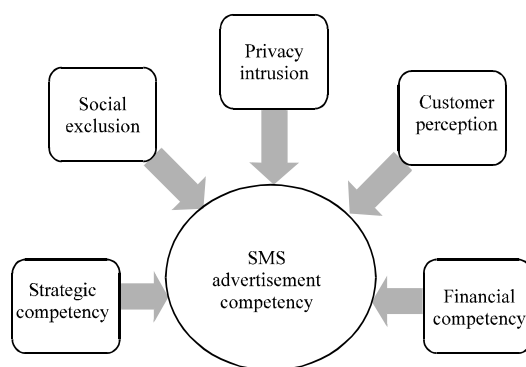 Privacy
intrusion
Social
exclusion
Customer
perception
SMS
advertisement
competency
Strategic
competency
Financial
competency